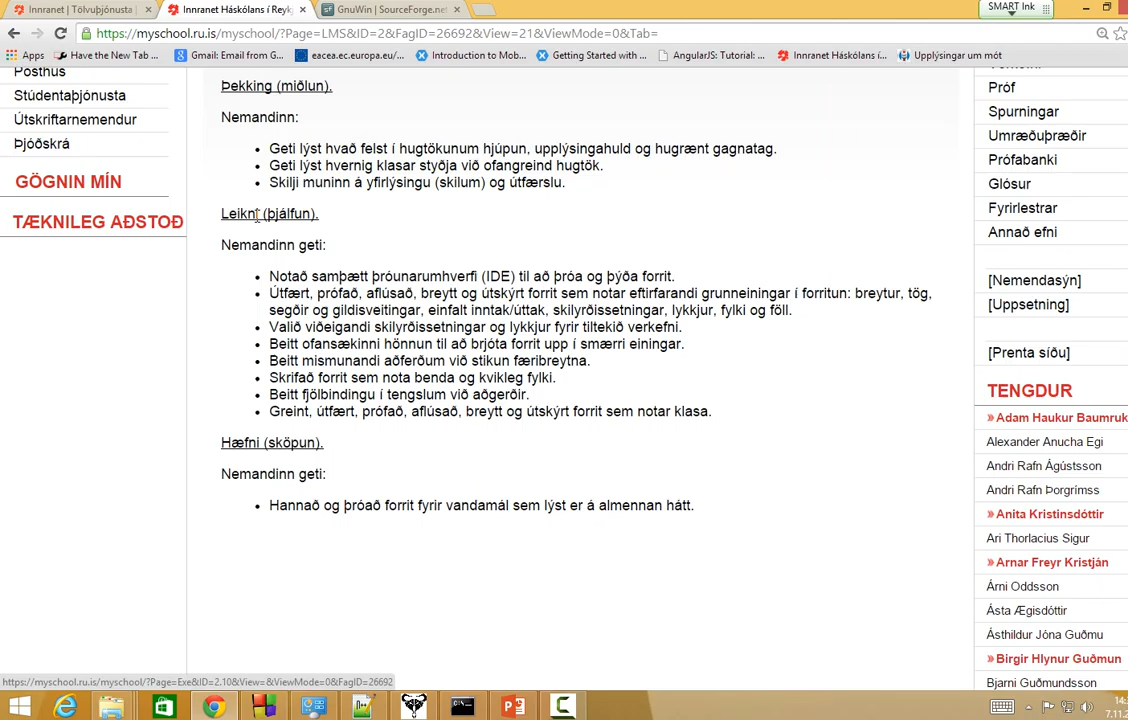 Innranet | Tölvuþjónusta
Innranet Háskólans í Reyk
GnuWin | SourceForge.net
SMART Ink
https://myschool.ru.is/myschool/?Page=LMS&ID=2&FagID=26692&View=21&ViewMode=0&Tab=
Apps
Have the New Tab ...
Gmail: Email from G...
eacea.ec.europa.eu/...
Introduction to Mob...
Getting Started with ...
AngularJS: Tutorial: ...
Innranet Háskólans í...
Upplýsingar um mót
Pósthús
Stúdentaþjónusta
Útskriftarnemendur
Þjóðskrá
GÖGNIN MÍN
TÆKNILEG AÐSTOÐ
Þekking (miðlun).
Nemandinn:
Geti lýst hvað felst í hugtökunum hjúpun, upplýsingahuld og hugrænt gagnatag.
Geti lýst hvernig klasar styðja við ofangreind hugtök.
Skilji muninn á yfirlýsingu (skilum) og útfærslu.
Leikni (þjálfun).
Nemandinn geti:
Notað samþætt þróunarumhverfi (IDE) til að þróa og þýða forrit.
Útfært, prófað, aflúsað, breytt og útskýrt forrit sem notar eftirfarandi grunneiningar í forritun: breytur, tög,
segðir og gildisveitingar, einfalt inntak/úttak, skilyrðissetningar, lykkjur, fylki og föll.
Valið viðeigandi skilyrðissetningar og lykkjur fyrir tiltekið verkefni.
Beitt ofansækinni hönnun til að brjóta forrit upp í smærri einingar.
Beitt mismunandi aðferðum við stikun færibreytna.
Skrifað forrit sem nota benda og kvikleg fylki.
Beitt fjölbindingu í tengslum við aðgerðir.
Greint, útfært, prófað, aflúsað, breytt og útskýrt forrit sem notar klasa.
Hæfni (sköpun).
Nemandinn geti:
Hannað og þróað forrit fyrir vandamál sem lýst er á almennan hátt.
Próf
Spurningar
Umræðuþræðir
Prófabanki
Glósur
Fyrirlestrar
Annað efni
[Nemendasýn]
[Uppsetning]
[Prenta síðu]
TENGDUR
» Adam Haukur Baumruk
Alexander Anucha Egi
Andri Rafn Ágústsson
Andri Rafn Þorgrímss
» Anita Kristinsdóttir
Ari Thorlacius Sigur
» Arnar Freyr Kristján
Árni Oddsson
Ásta Ægisdóttir
Ásthildur Jóna Guðmu
» Birgir Hlynur Guðmun
Bjarni Guðmundsson
https://myschool.ru.is/myschool/?Page=Exe&ID=2.10&View=&ViewMode=0&FagID=26692
14:
7.11.2